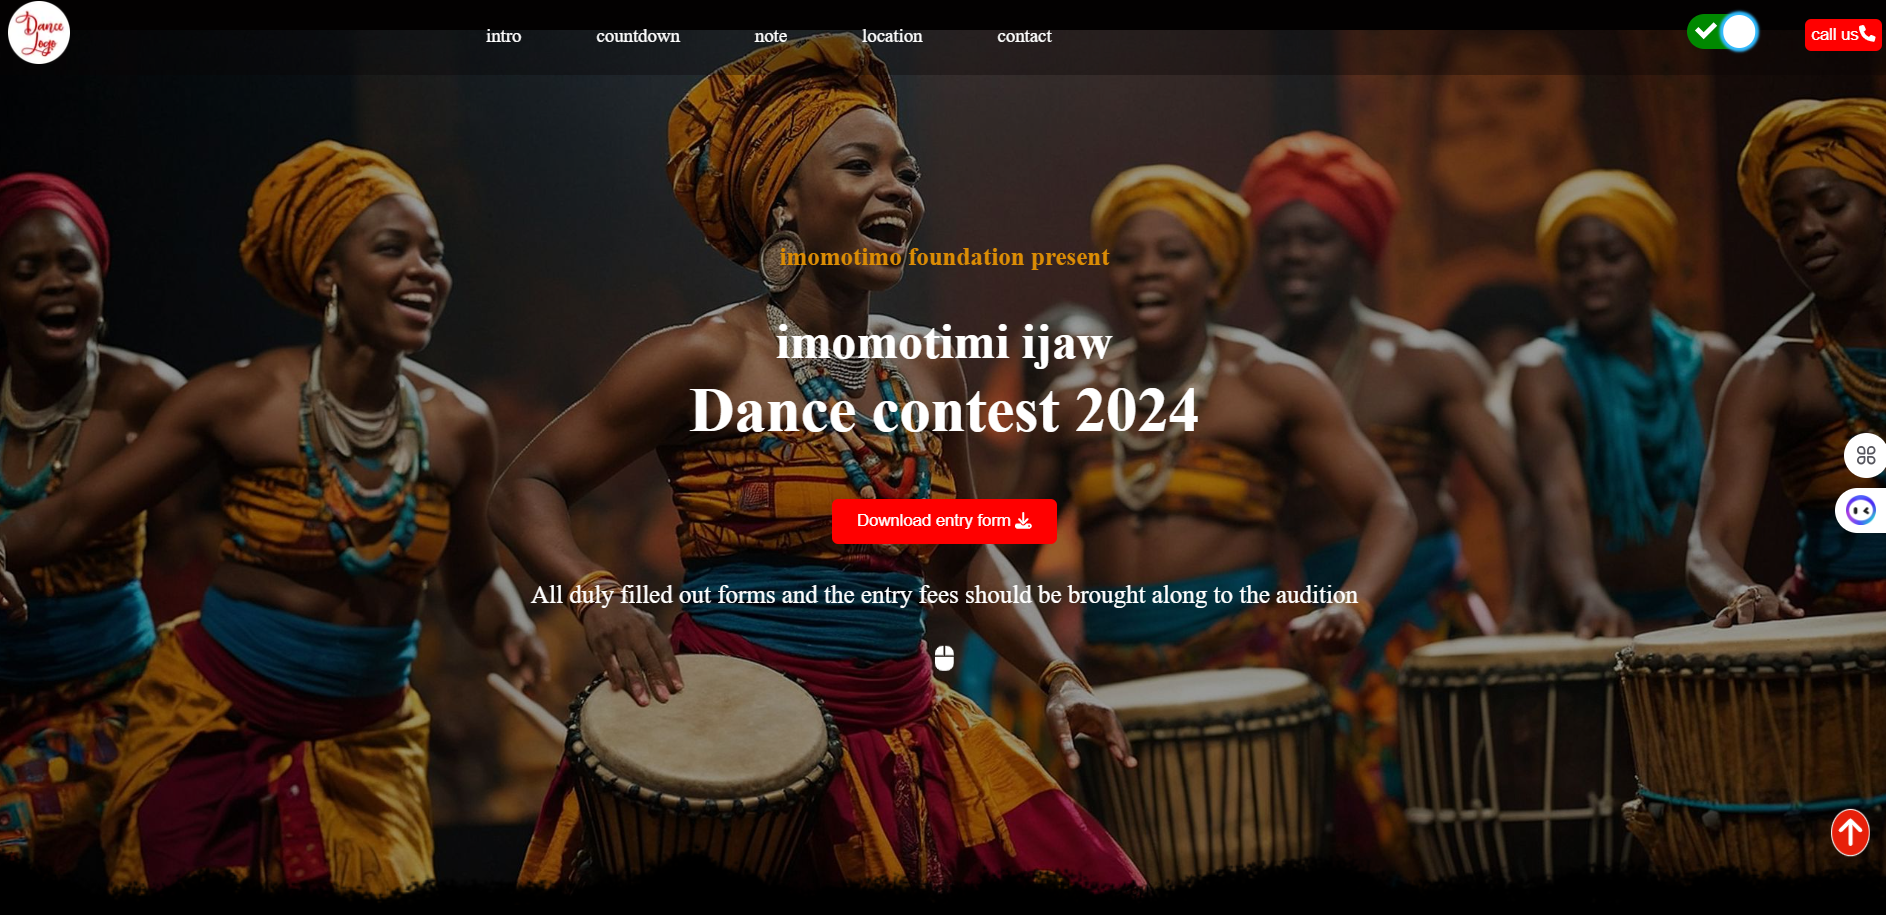 Dance
Logo
intro
countdown
note
location
contact
call us
imomotimo foundation present
imomotimi ijaw
Dance contest 2024
Download entry form
All duly filled out forms and the entry fees should be brought along to the audition